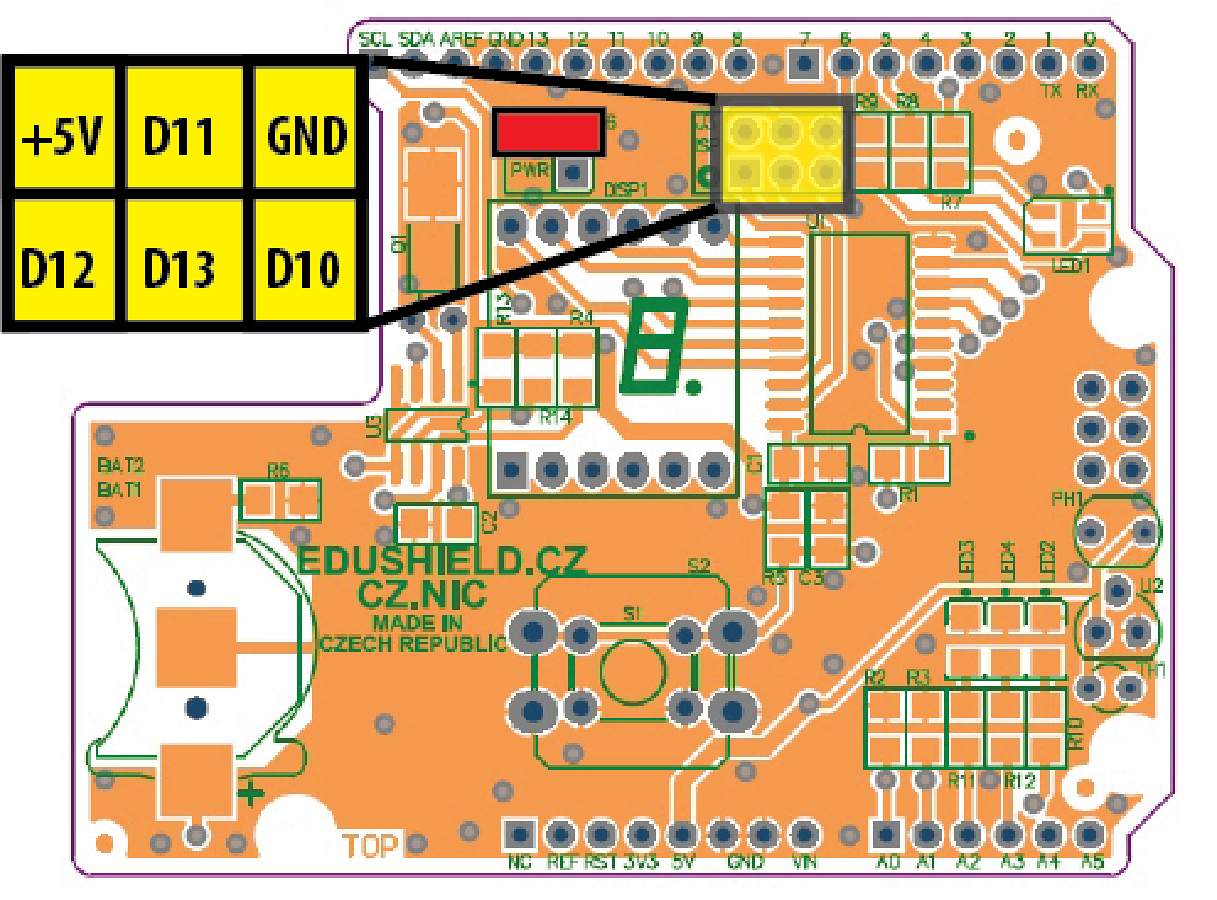 SCL SDA AREF GND 13 12 11 10 9 8 7 6 5 4 3 2 1 0
TX RX
+5V D11 GND
D12 D13 D10
PWR
DISP1
R9 R8
R7
LED1
U1
Q1
R13 R4
R14
U3
C1
R1
BAT2
BAT1
R6
C2
R5 C3
PH1
LED3 LED4 LED2
U2
TH1
EDUSHIELD.CZ
CZ.NIC
MADE IN
CZECH REPUBLIC
S2
S1
R2 R3
R10
R11 R12
+
TOP
NC REF RST 3V3 5V GND VIN A0 A1 A2 A3 A4 A5